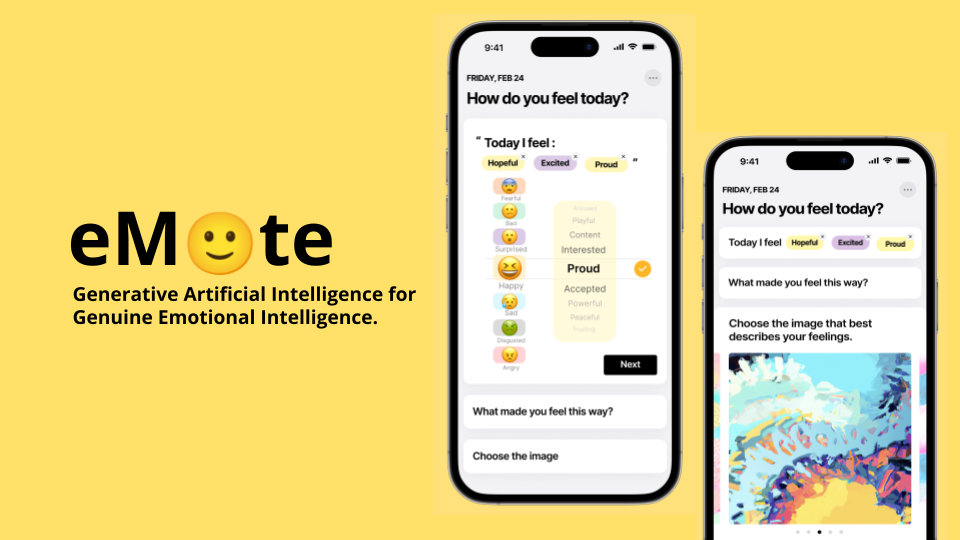 eM🙂te
Generative Artificial Intelligence for
Genuine Emotional Intelligence.
9:41
FRIDAY, FEB 24
How do you feel today?
“ Today I feel :
Hopeful × Excited × Proud × ”
Fearful
Bad
Surprised
Happy
Sad
Disgusted
Angry
Playful
Content
Interested
Proud
Accepted
Powerful
Peaceful
Trusting
Next
What made you feel this way?
Choose the image
9:41
FRIDAY, FEB 24
How do you feel today?
Today I feel Hopeful × Excited × Proud ×
What made you feel this way?
Choose the image that best
describes your feelings.